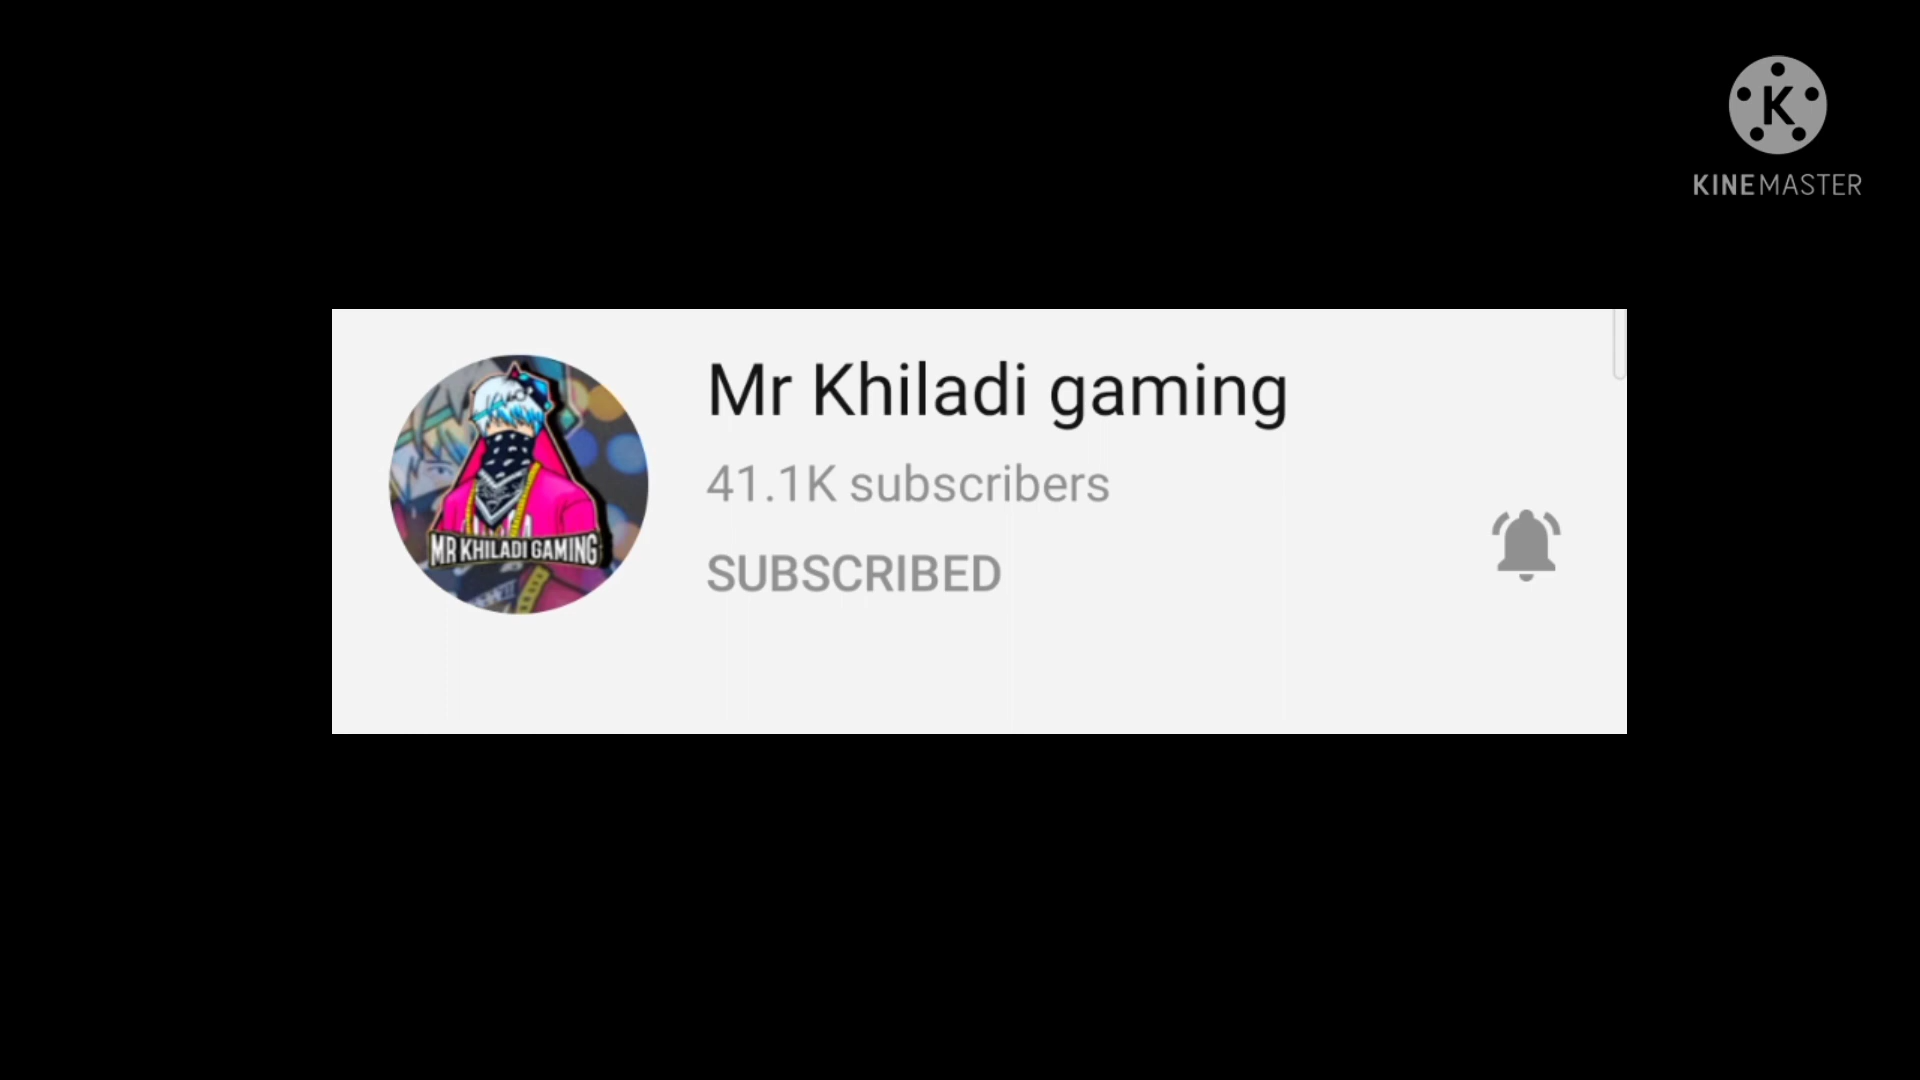 K
KINEMASTER
Mr Khiladi gaming
41.1K subscribers
SUBSCRIBED
MR KHILADI GAMING